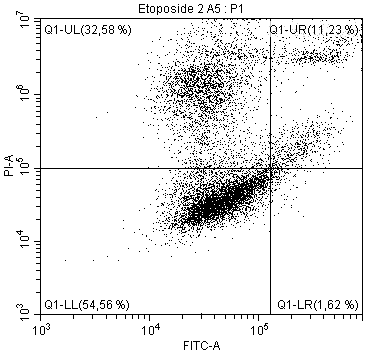 Etoposide 2 A5 : P1
Q1-UL(32,58 %) Q1-UR(11,23 %)
10^7
10^6
10^5
10^4
10^3
PI-A
Q1-LL(54,56 %) Q1-LR(1,62 %)
10^3 10^4 10^5
FITC-A